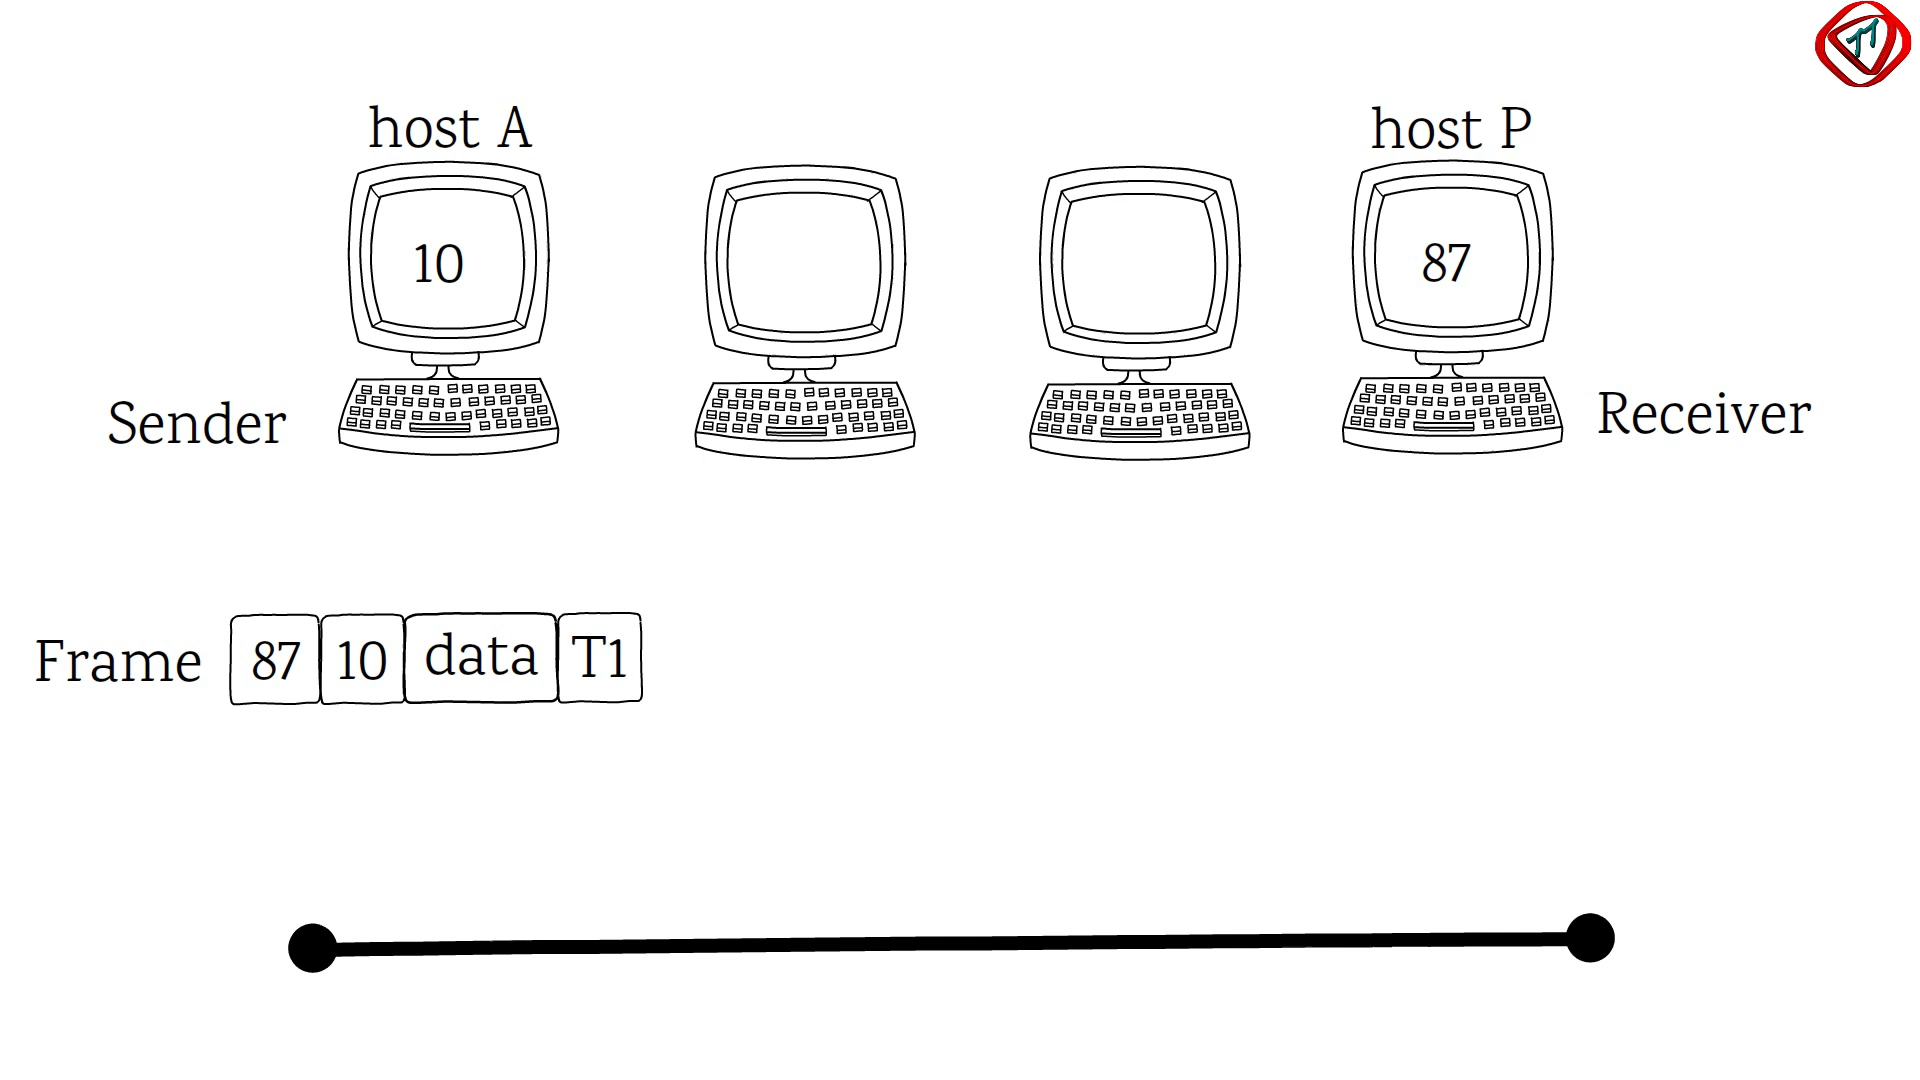 host A
host P
10
87
Sender
Receiver
Frame 87 10 data T1